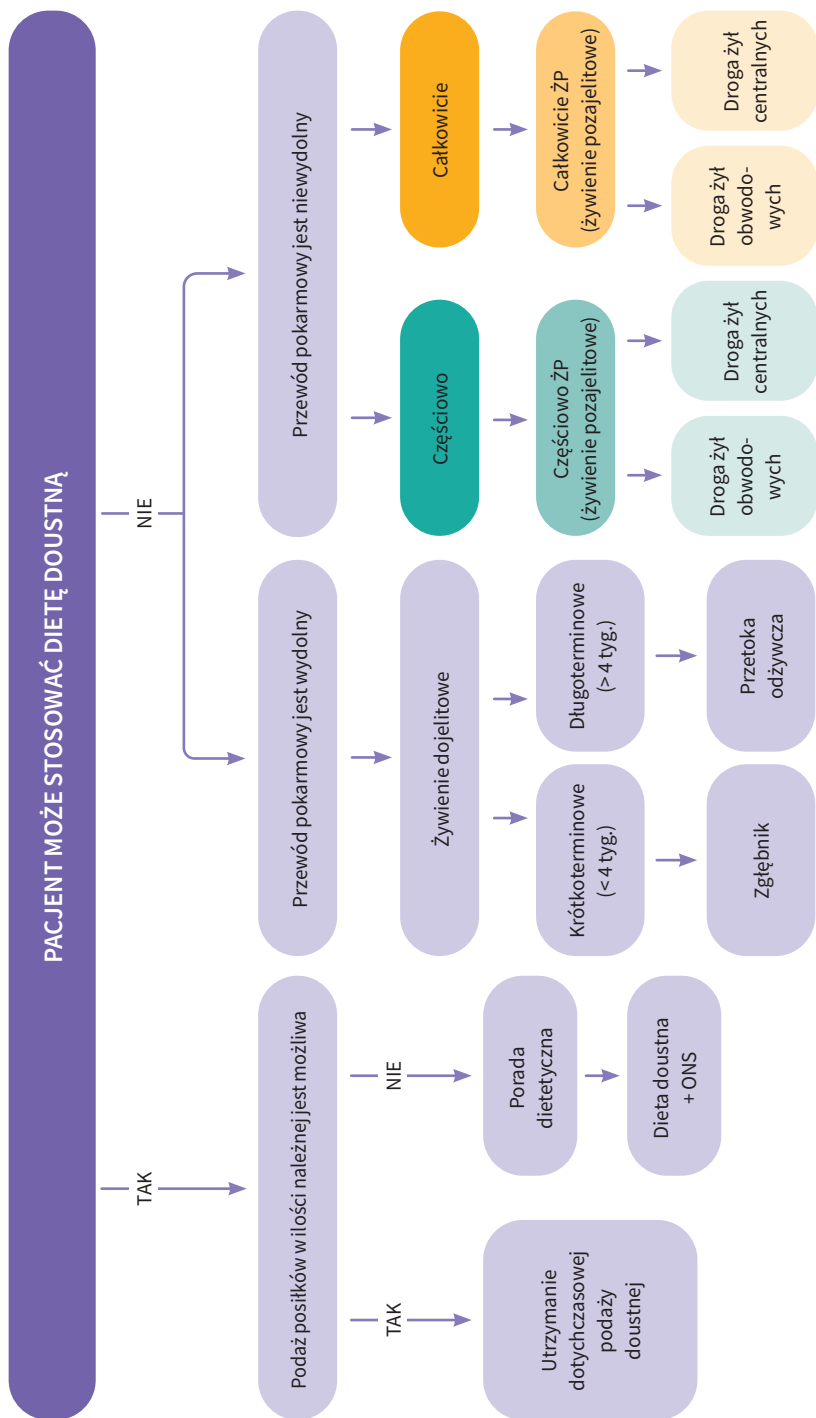 PACJENT MOŻE STOSOWAĆ DIETĘ DOUSTNĄ
TAK
NIE
Podaż posiłków w ilości należnej jest możliwa
TAK
NIE
Utrzymanie
dotychczasowej
podaży
doustnej
Porada
dietetyczna
Dieta doustna
+ ONS
Przewód pokarmowy jest wydolny
Żywienie dojelitowe
Krótkoterminowe
(< 4 tyg.)
Długoterminowe
(> 4 tyg.)
Zgłębnik
Przetoka
odżywcza
Przewód pokarmowy jest niewydolny
Częściowo
Całkowicie
Częściowo ŻP
(żywienie pozajelitowe)
Całkowicie ŻP
(żywienie pozajelitowe)
Droga żył
obwodo-
wych
Droga żył
centralnych
Droga żył
obwodo-
wych
Droga żył
centralnych